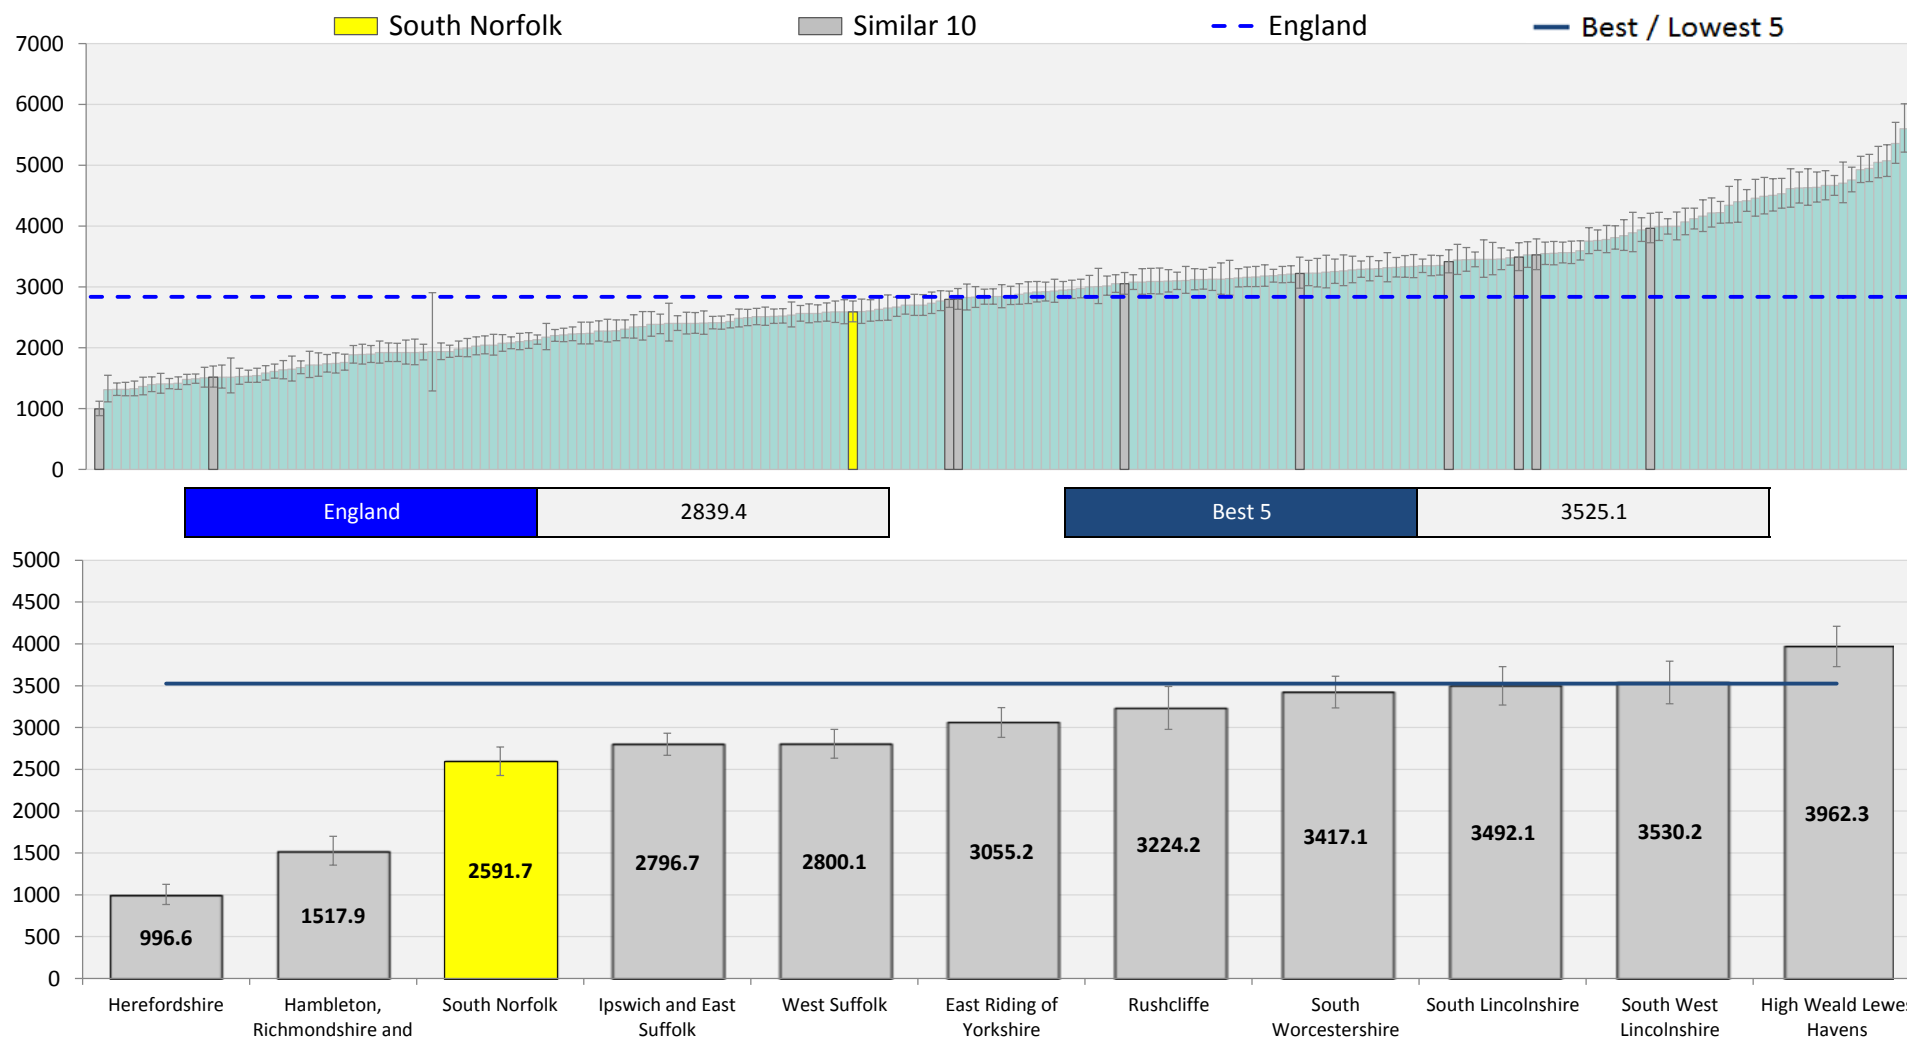 South Norfolk
Similar 10
England
Best / Lowest 5
7000
6000
5000
4000
3000
2000
1000
0
England
2839.4
Best 5
3525.1
5000
4500
4000
3500
3000
2500
2000
1500
1000
500
0
996.6
1517.9
2591.7
2796.7
2800.1
3055.2
3224.2
3417.1
3492.1
3530.2
3962.3
Herefordshire
Hambleton,
Richmondshire and
South Norfolk
Ipswich and East
Suffolk
West Suffolk
East Riding of
Yorkshire
Rushcliffe
South
Worcestershire
South Lincolnshire
South West
Lincolnshire
High Weald Lewes
Havens